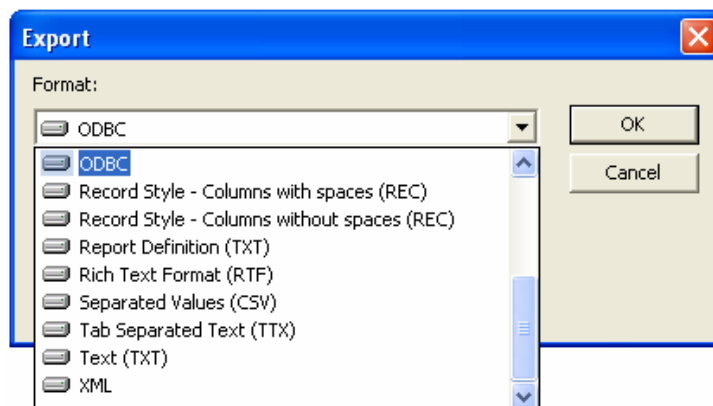 Export
Format:
ODBC
OK
ODBC
Cancel
Record Style - Columns with spaces (REC)
Record Style - Columns without spaces (REC)
Report Definition (TXT)
Rich Text Format (RTF)
Separated Values (CSV)
Tab Separated Text (TTX)
Text (TXT)
XML